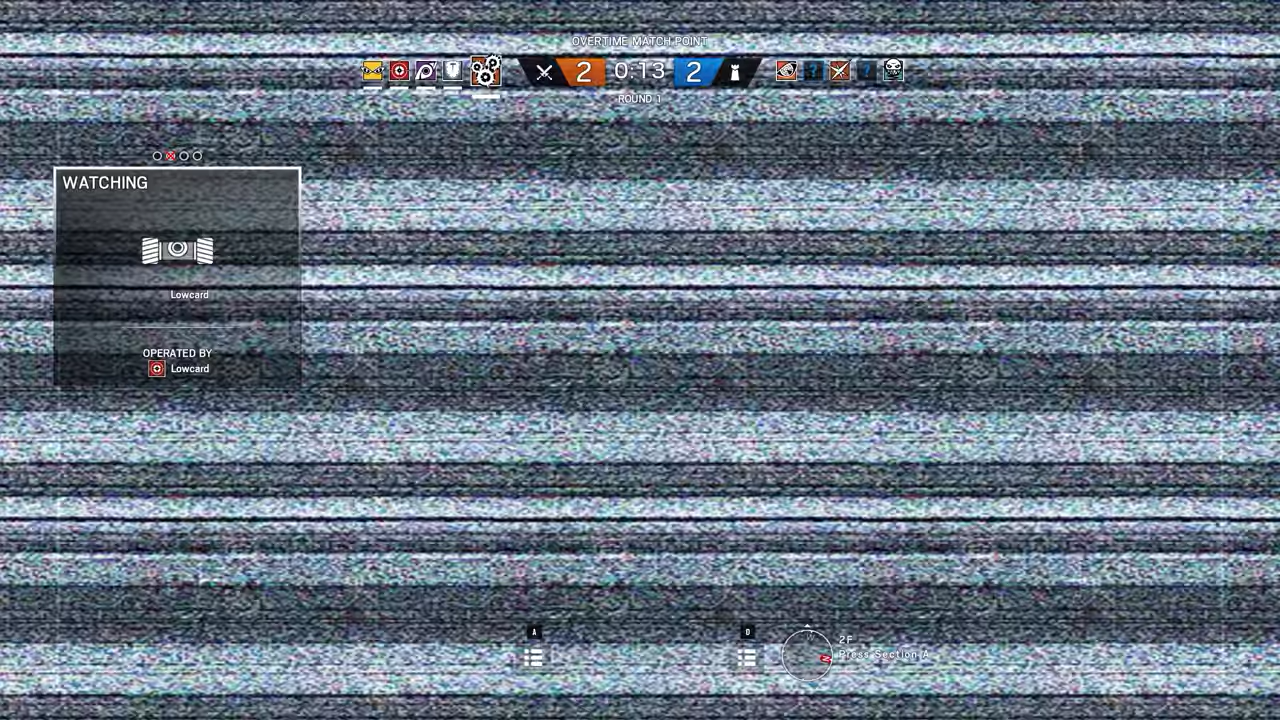 OVERTIME MATCH POINT
2 0:13 2
ROUND 1
WATCHING
Lowcard
OPERATED BY
Lowcard
A D
2F
Press Section A